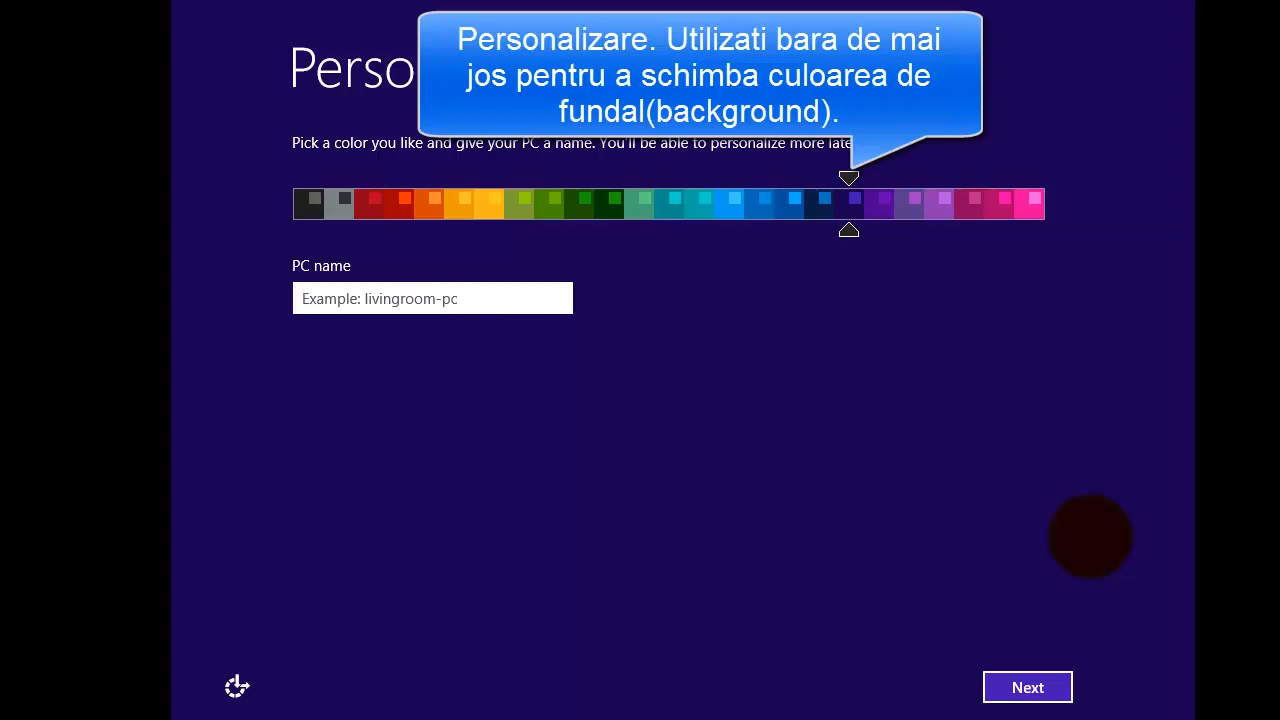 Personalizare. Utilizati bara de mai
jos pentru a schimba culoarea de
fundal(background).
Perso
Pick a color you like and give your PC a name. You'll be able to personalize more late
PC name
Example: livingroom-pc
Next